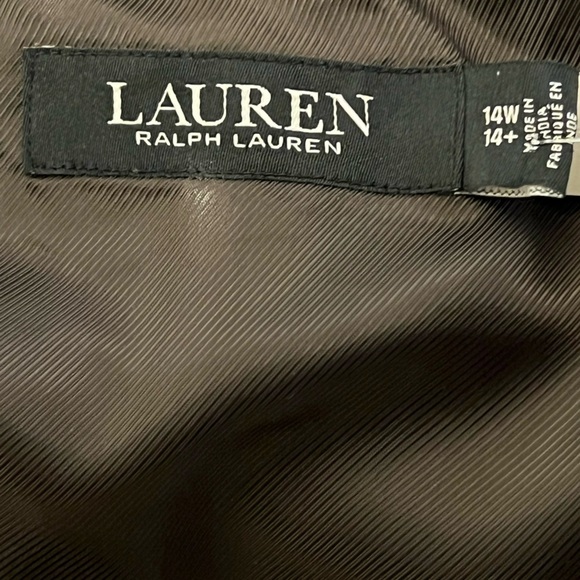 LAUREN
RALPH LAUREN
14W
14+
MADE IN
INDIA
FABRIQUÉ EN
INDE